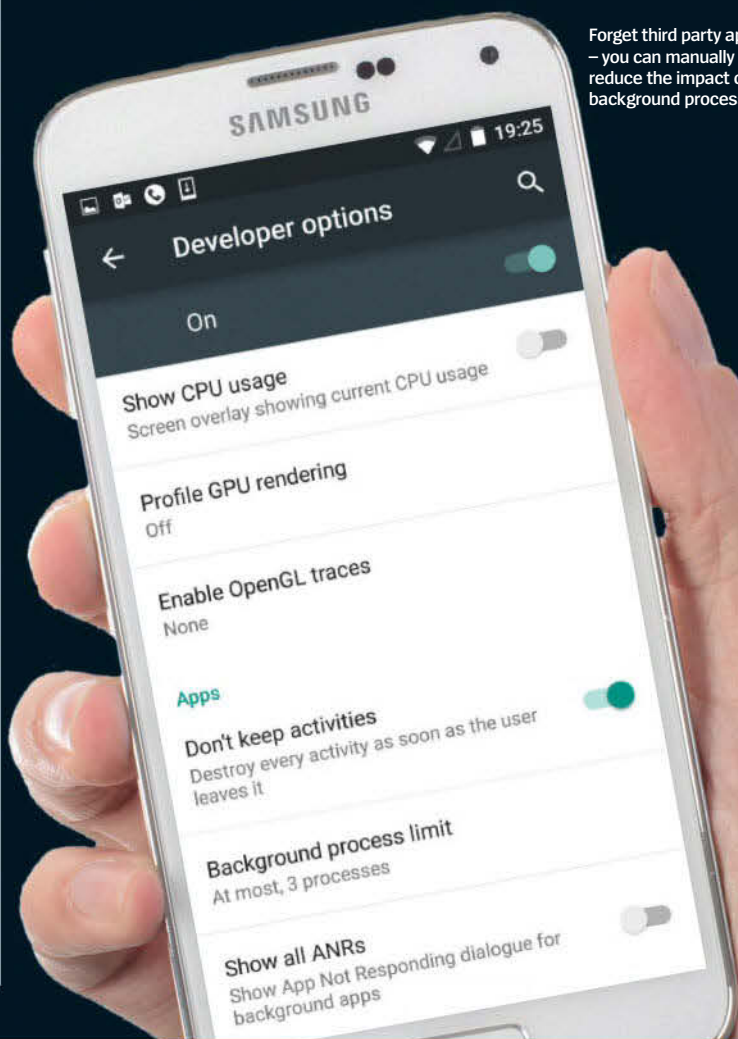 Forget third party
– you can manually
reduce the impact
background
SAMSUNG
19:25
Developer options
On
Show CPU usage
Screen overlay showing current CPU usage
Profile GPU rendering
Off
Enable OpenGL traces
None
Apps
Don't keep activities
Destroy every activity as soon as the user
leaves it
Background process limit
At most, 3 processes
Show all ANRs
Show App Not Responding dialogue for
background apps